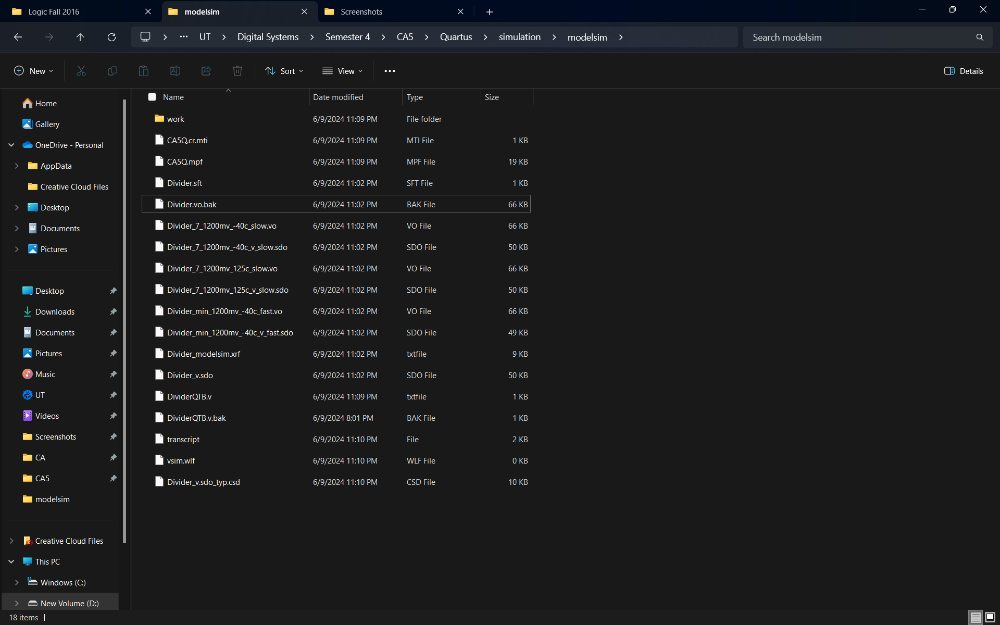 Logic Fall 2016
modelsim
Screenshots
UT
Digital Systems
Semester 4
CA5
Quartus
simulation
modelsim
Search modelsim
New
Sort
View
Details
Home
Gallery
OneDrive - Personal
AppData
Creative Cloud Files
Desktop
Documents
Pictures
Desktop
Downloads
Documents
Pictures
Music
UT
Videos
Screenshots
CA
CA5
modelsim
Creative Cloud Files
This PC
Windows (C:)
New Volume (D:)
Name Date modified Type Size
work 6/9/2024 11:09 PM File folder
CA5Q.cr.mti 6/9/2024 11:09 PM MTI File 1 KB
CA5Q.mpf 6/9/2024 11:09 PM MPF File 19 KB
Divider.sft 6/9/2024 11:02 PM SFT File 1 KB
Divider.vo.bak 6/9/2024 11:02 PM BAK File 66 KB
Divider_7_1200mv_-40c_slow.vo 6/9/2024 11:02 PM VO File 66 KB
Divider_7_1200mv_-40c_v_slow.sdo 6/9/2024 11:02 PM SDO File 50 KB
Divider_7_1200mv_125c_slow.vo 6/9/2024 11:02 PM VO File 66 KB
Divider_7_1200mv_125c_v_slow.sdo 6/9/2024 11:02 PM SDO File 50 KB
Divider_min_1200mv_-40c_fast.vo 6/9/2024 11:02 PM VO File 66 KB
Divider_min_1200mv_-40c_v_fast.sdo 6/9/2024 11:02 PM SDO File 49 KB
Divider_modelsim.xrf 6/9/2024 11:02 PM txtfile 9 KB
Divider_v.sdo 6/9/2024 11:02 PM SDO File 50 KB
DividerQTB.v 6/9/2024 11:09 PM txtfile 1 KB
DividerQTB.v.bak 6/9/2024 8:01 PM BAK File 1 KB
transcript 6/9/2024 11:10 PM File 2 KB
vsim.wlf 6/9/2024 11:10 PM WLF File 0 KB
Divider_v.sdo_typ.csd 6/9/2024 11:10 PM CSD File 10 KB
18 items